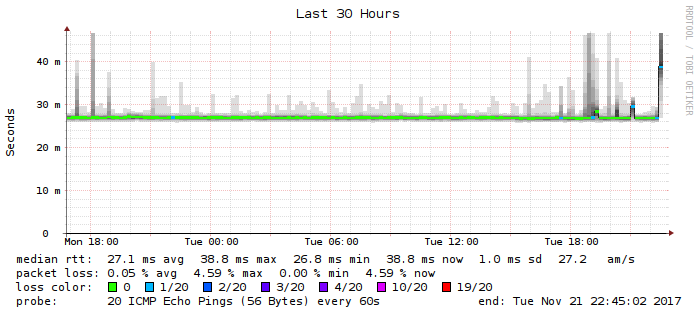 Last 30 Hours
RRDTOOL / TOBI OETIKER
Seconds
40 m
30 m
20 m
10 m
0
Mon 18:00 Tue 00:00 Tue 06:00 Tue 12:00 Tue 18:00
median rtt: 27.1 ms avg 38.8 ms max 26.8 ms min 38.8 ms now 1.0 ms sd 27.2 am/s
packet loss: 0.05 % avg 4.59 % max 0.00 % min 4.59 % now
loss color: 0 1/20 2/20 3/20 4/20 10/20 19/20
probe: 20 ICMP Echo Pings (56 Bytes) every 60s end: Tue Nov 21 22:45:02 2017